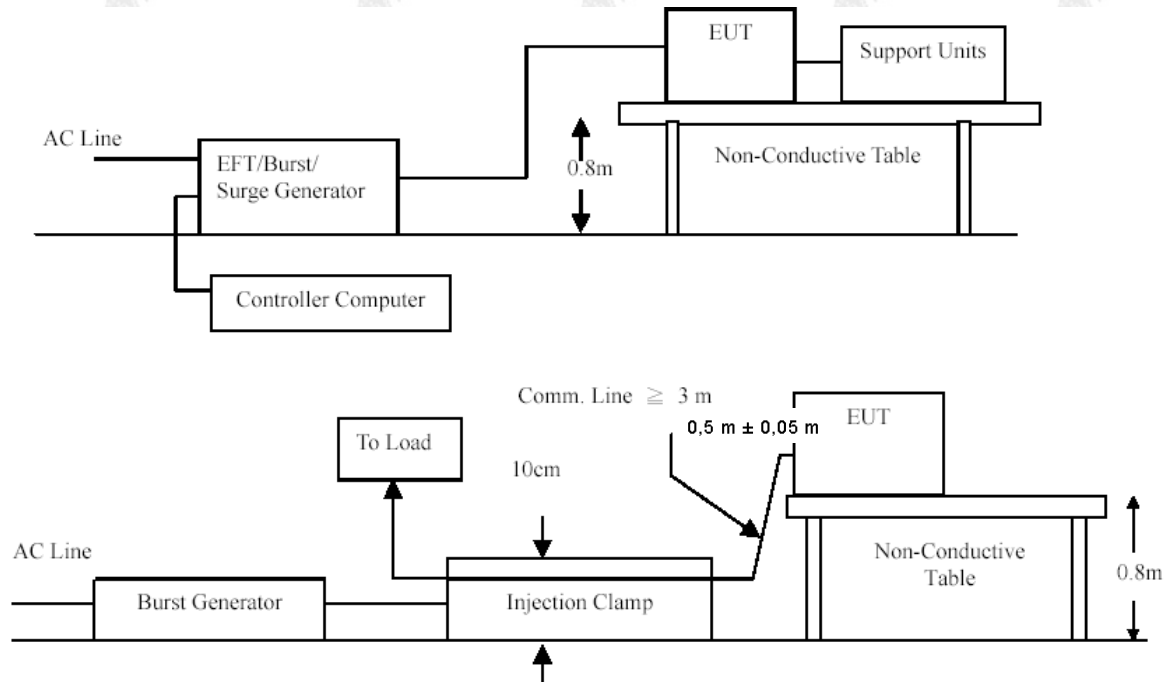 EUT
Support Units
AC Line
EFT/Burst/
Surge Generator
0.8m
Non-Conductive Table
Controller Computer
Comm. Line ≧ 3 m
0,5 m ± 0,05 m
EUT
To Load
10cm
AC Line
Non-Conductive
Table
0.8m
Burst Generator
Injection Clamp